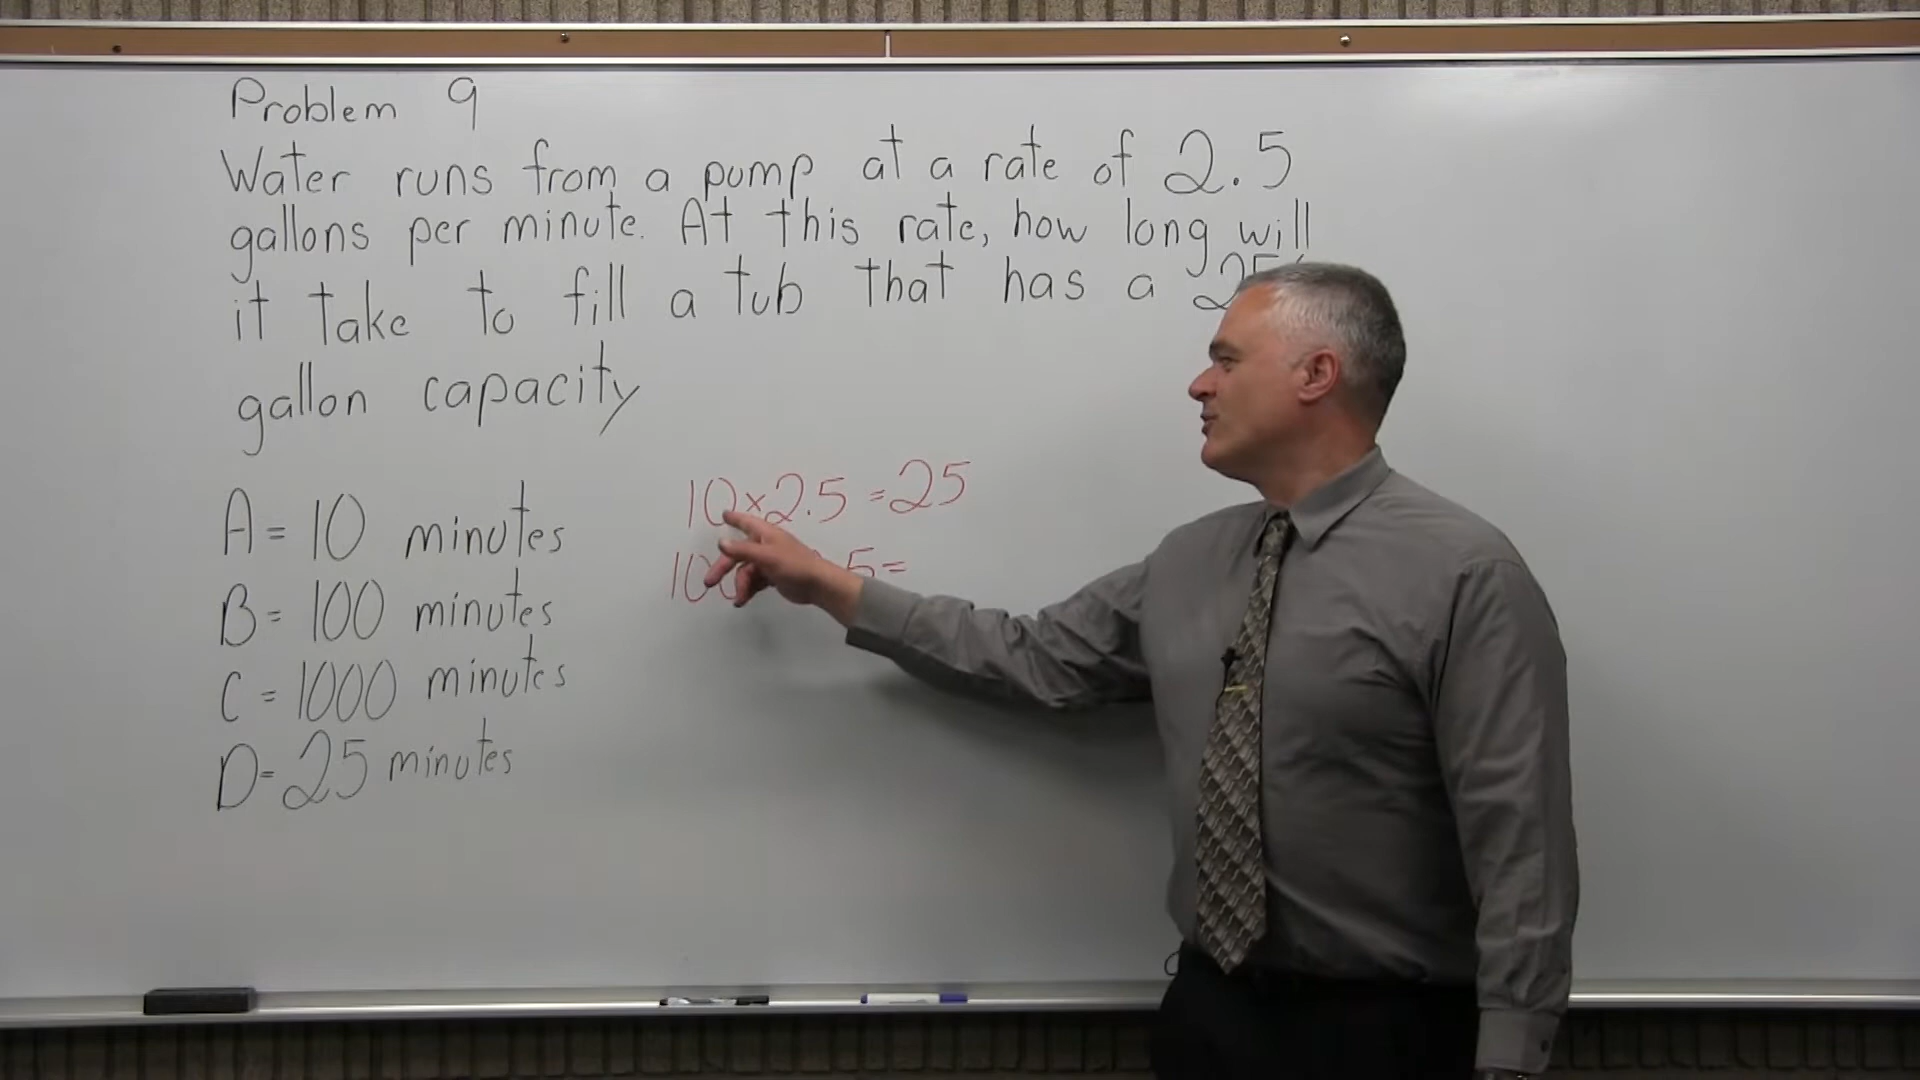 Problem 9
Water runs from a pump at a rate of 2.5
gallons per minute. At this rate, how long will
it take to fill a tub that has a
gallon capacity
A = 10 minutes
B = 100 minutes
C = 1000 minutes
D = 25 minutes
10 x 2.5 = 25